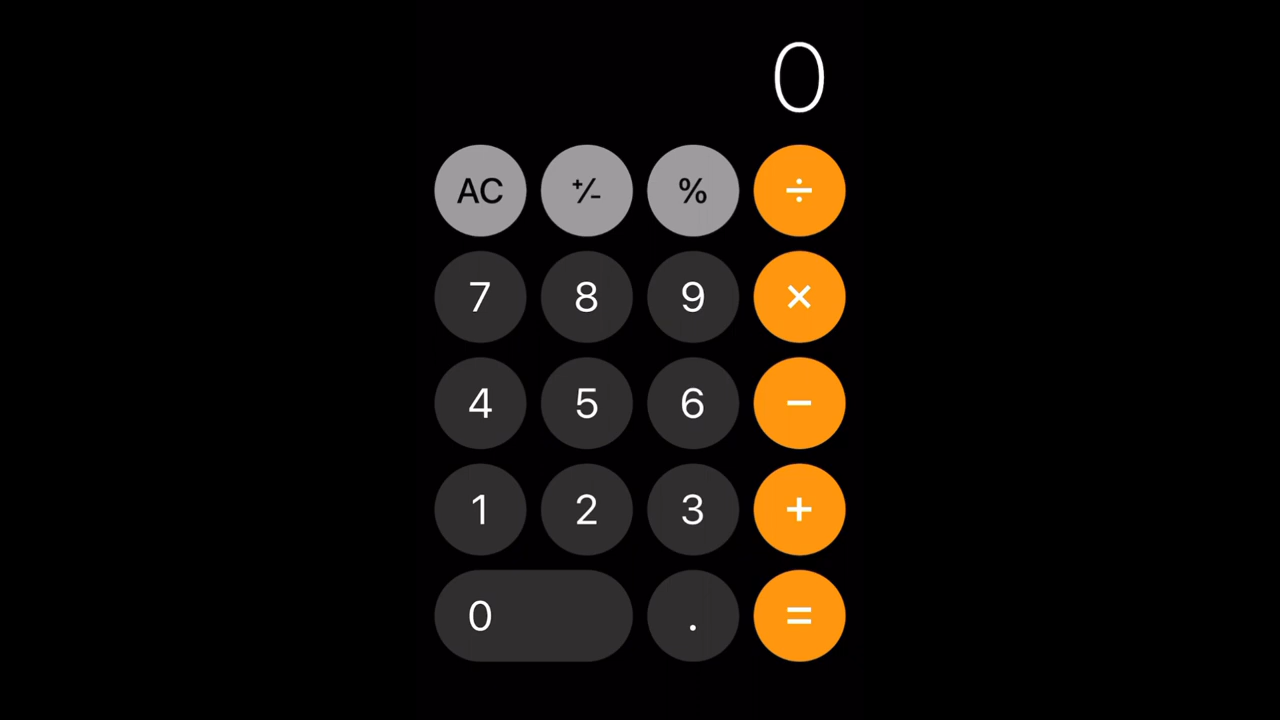 0
AC +/- % ÷
7 8 9 ×
4 5 6 −
1 2 3 +
0 . =